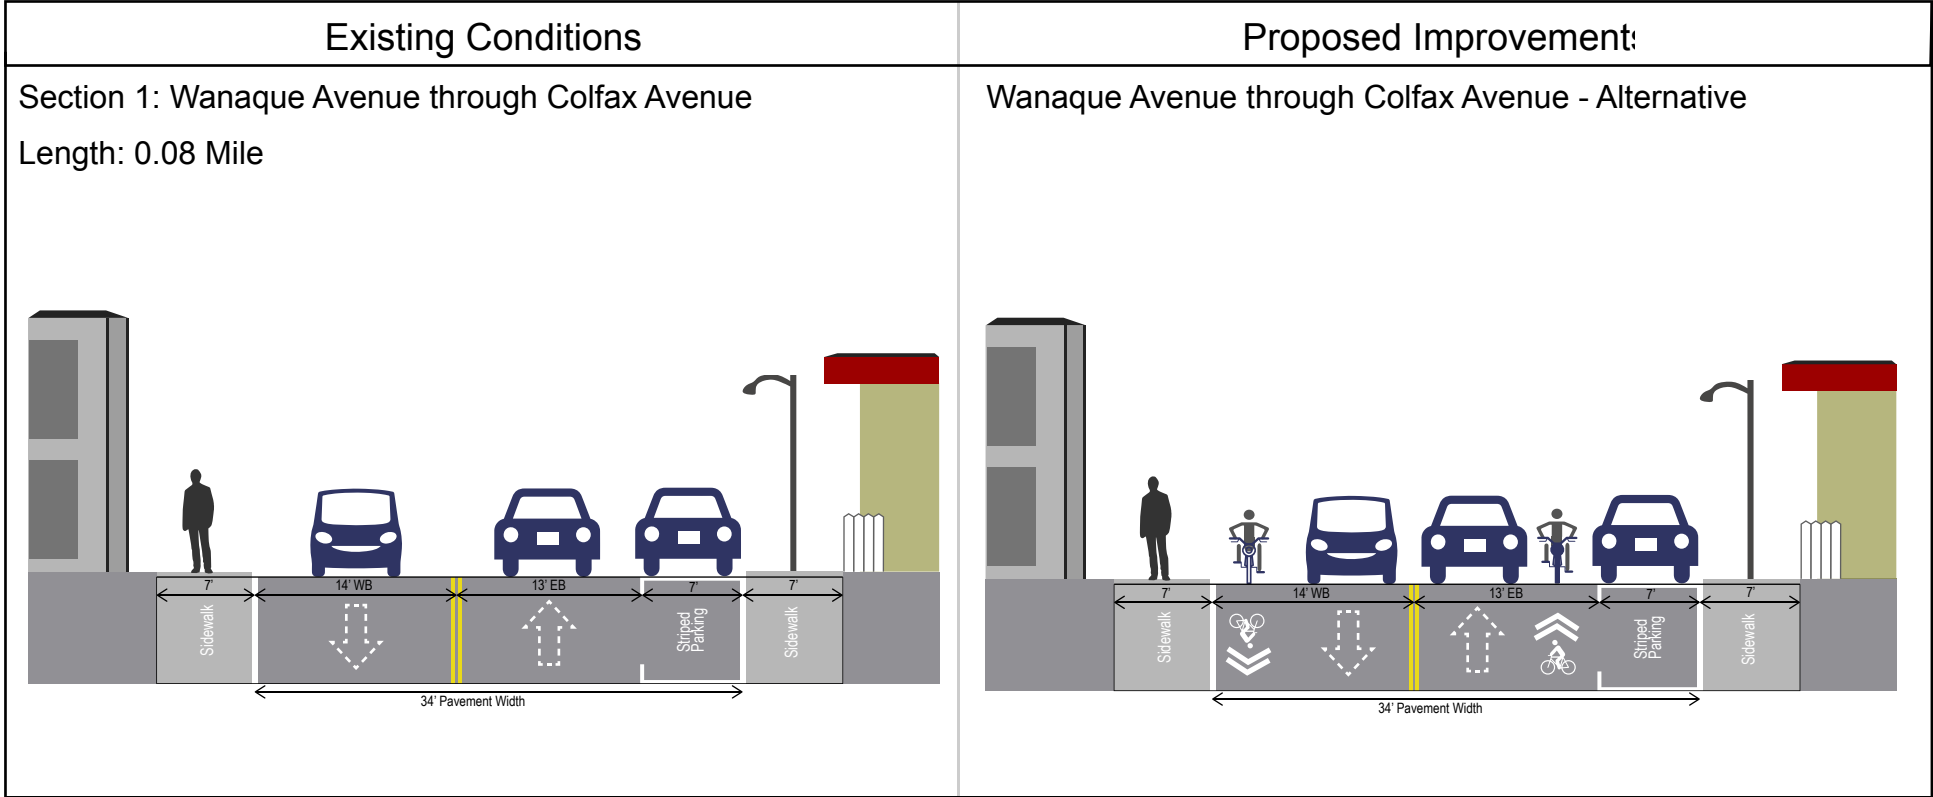 Existing Conditions
Section 1: Wanaque Avenue through Colfax Avenue
Length: 0.08 Mile
7'
14' WB
13' EB
7'
7'
Sidewalk
Striped
Parking
Sidewalk
34' Pavement Width
Proposed Improvements
Wanaque Avenue through Colfax Avenue - Alternative
7'
14' WB
13' EB
7'
7'
Sidewalk
Striped
Parking
Sidewalk
34' Pavement Width